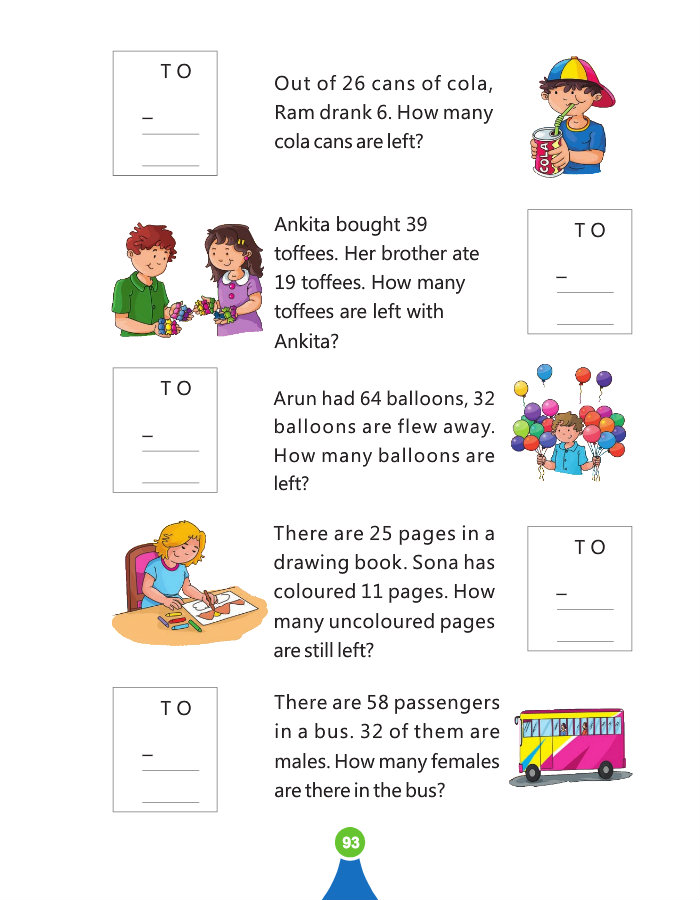 T O
–
Out of 26 cans of cola,
Ram drank 6. How many
cola cans are left?
COLA
Ankita bought 39
toffees. Her brother ate
19 toffees. How many
toffees are left with
Ankita?
T O
–
T O
–
Arun had 64 balloons, 32
balloons are flew away.
How many balloons are
left?
There are 25 pages in a
drawing book. Sona has
coloured 11 pages. How
many uncoloured pages
are still left?
T O
–
T O
–
There are 58 passengers
in a bus. 32 of them are
males. How many females
are there in the bus?
93